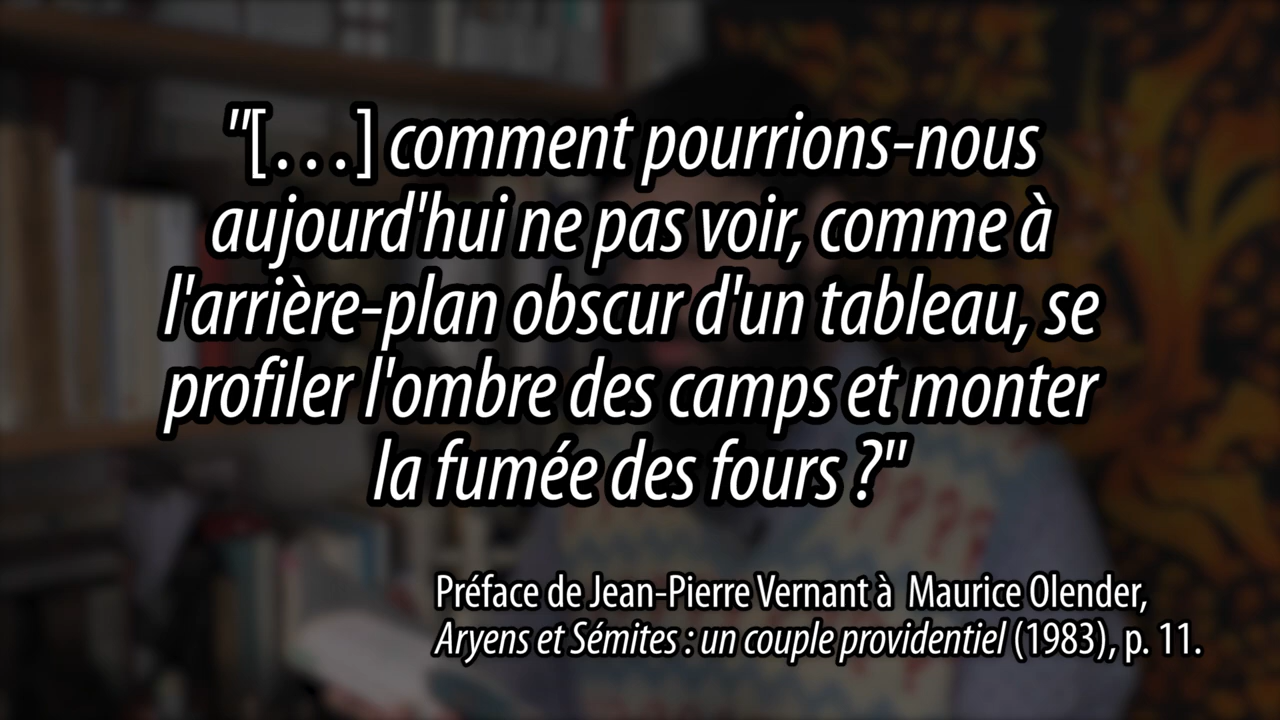 "[…] comment pourrions-nous
aujourd'hui ne pas voir, comme à
l'arrière-plan obscur d'un tableau, se
profiler l'ombre des camps et monter
la fumée des fours ?"
Préface de Jean-Pierre Vernant à Maurice Olender,
Aryens et Sémites : un couple providentiel (1983), p. 11.